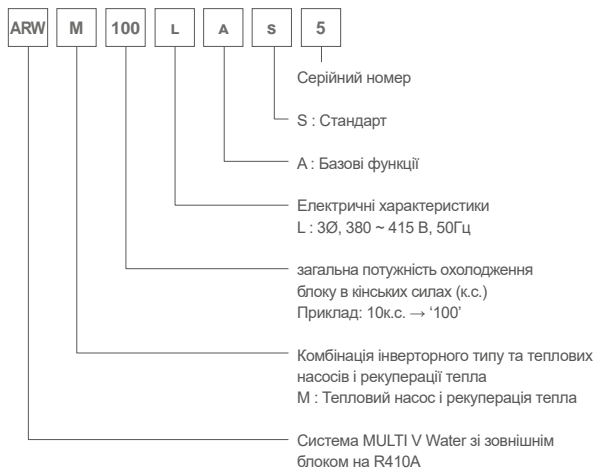 ARW M 100 L A S 5
Серійний номер
S : Стандарт
A : Базові функції
Електричні характеристики
L : 3Ø, 380 ~ 415 В, 50Гц
загальна потужність охолодження
блоку в кінських силах (к.с.)
Приклад: 10к.с. → ‘100’
Комбінація інверторного типу та теплових
насосів і рекуперації тепла
M : Тепловий насос і рекуперація тепла
Система MULTI V Water зі зовнішнім
блоком на R410A